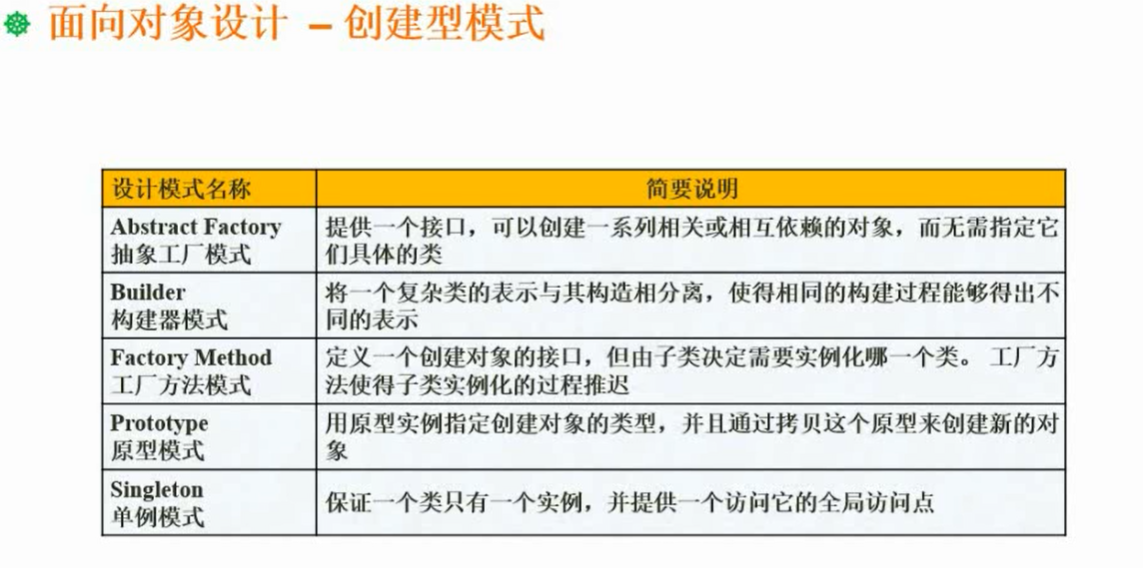 面向对象设计 – 创建型模式
设计模式名称
简要说明
Abstract Factory
抽象工厂模式
提供一个接口，可以创建一系列相关或相互依赖的对象，而无需指定它
们具体的类
Builder
构建器模式
将一个复杂类的表示与其构造相分离，使得相同的构建过程能够得出不
同的表示
Factory Method
工厂方法模式
定义一个创建对象的接口，但由子类决定需要实例化哪一个类。 工厂方
法使得子类实例化的过程推迟
Prototype
原型模式
用原型实例指定创建对象的类型，并且通过拷贝这个原型来创建新的对
象
Singleton
单例模式
保证一个类只有一个实例，并提供一个访问它的全局访问点